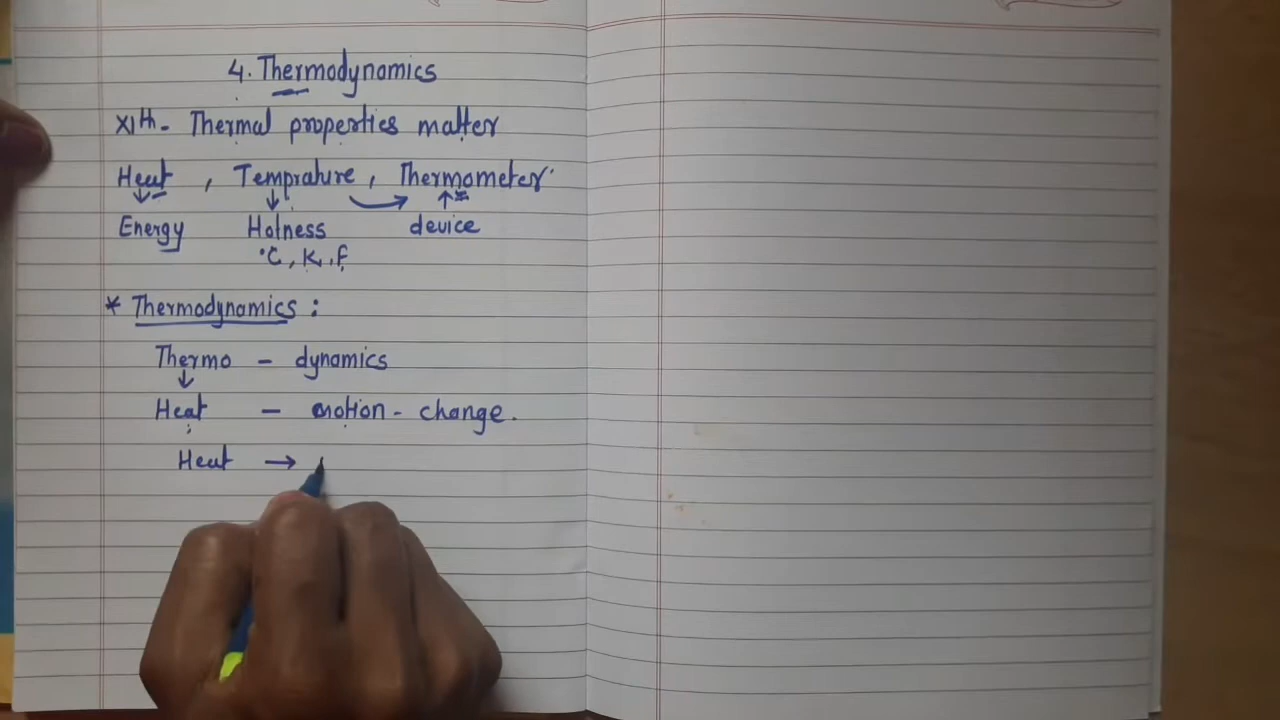 4. Thermodynamics
XIth- Thermal properties matter
Heat , Temprature , Thermometer
Energy Hotness device
°C, K, F
* Thermodynamics :
Thermo - dynamics
Heat - motion - change.
Heat →